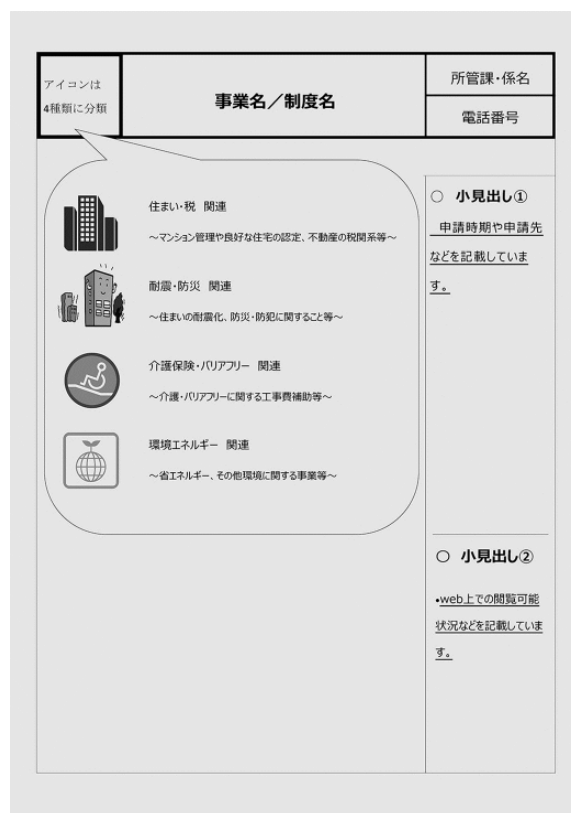 アイコンは
4種類に分類
事業名／制度名
所管課・係名
電話番号
住まい・税　関連
～マンション管理や良好な住宅の認定、不動産の税関系等～
耐震・防災　関連
～住まいの耐震化、防災・防犯に関すること等～
介護保険・バリアフリー　関連
～介護・バリアフリーに関する工事費補助等～
環境エネルギー　関連
～省エネルギー、その他環境に関する事業等～
○　小見出し①
申請時期や申請先
などを記載していま
す。
○　小見出し②
・web上での閲覧可能
状況などを記載していま
す。